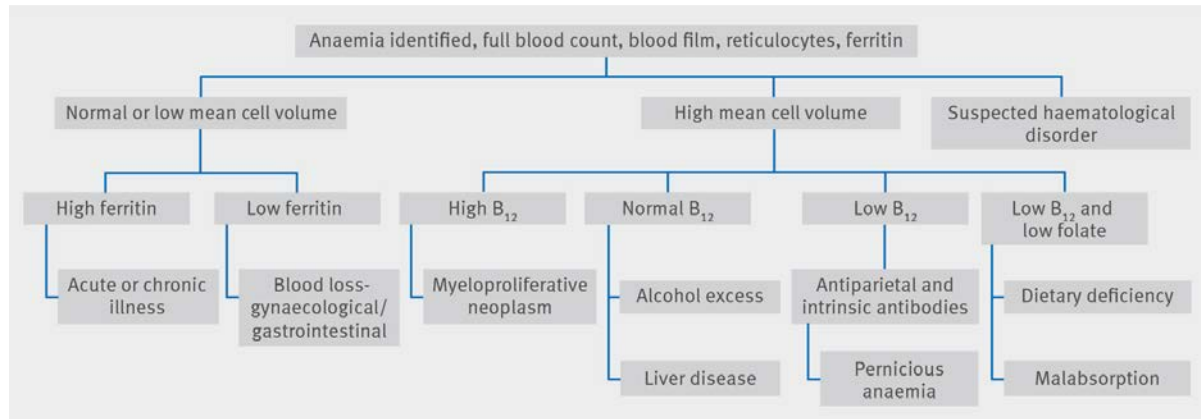 Anaemia identified, full blood count, blood film, reticulocytes, ferritin
Normal or low mean cell volume
High mean cell volume
Suspected haematological
disorder
High ferritin
Low ferritin
High B₁₂
Normal B₁₂
Low B₁₂
Low B₁₂ and
low folate
Acute or chronic
illness
Blood loss-
gynaecological/
gastrointestinal
Myeloproliferative
neoplasm
Alcohol excess
Liver disease
Antiparietal and
intrinsic antibodies
Pernicious
anaemia
Dietary deficiency
Malabsorption